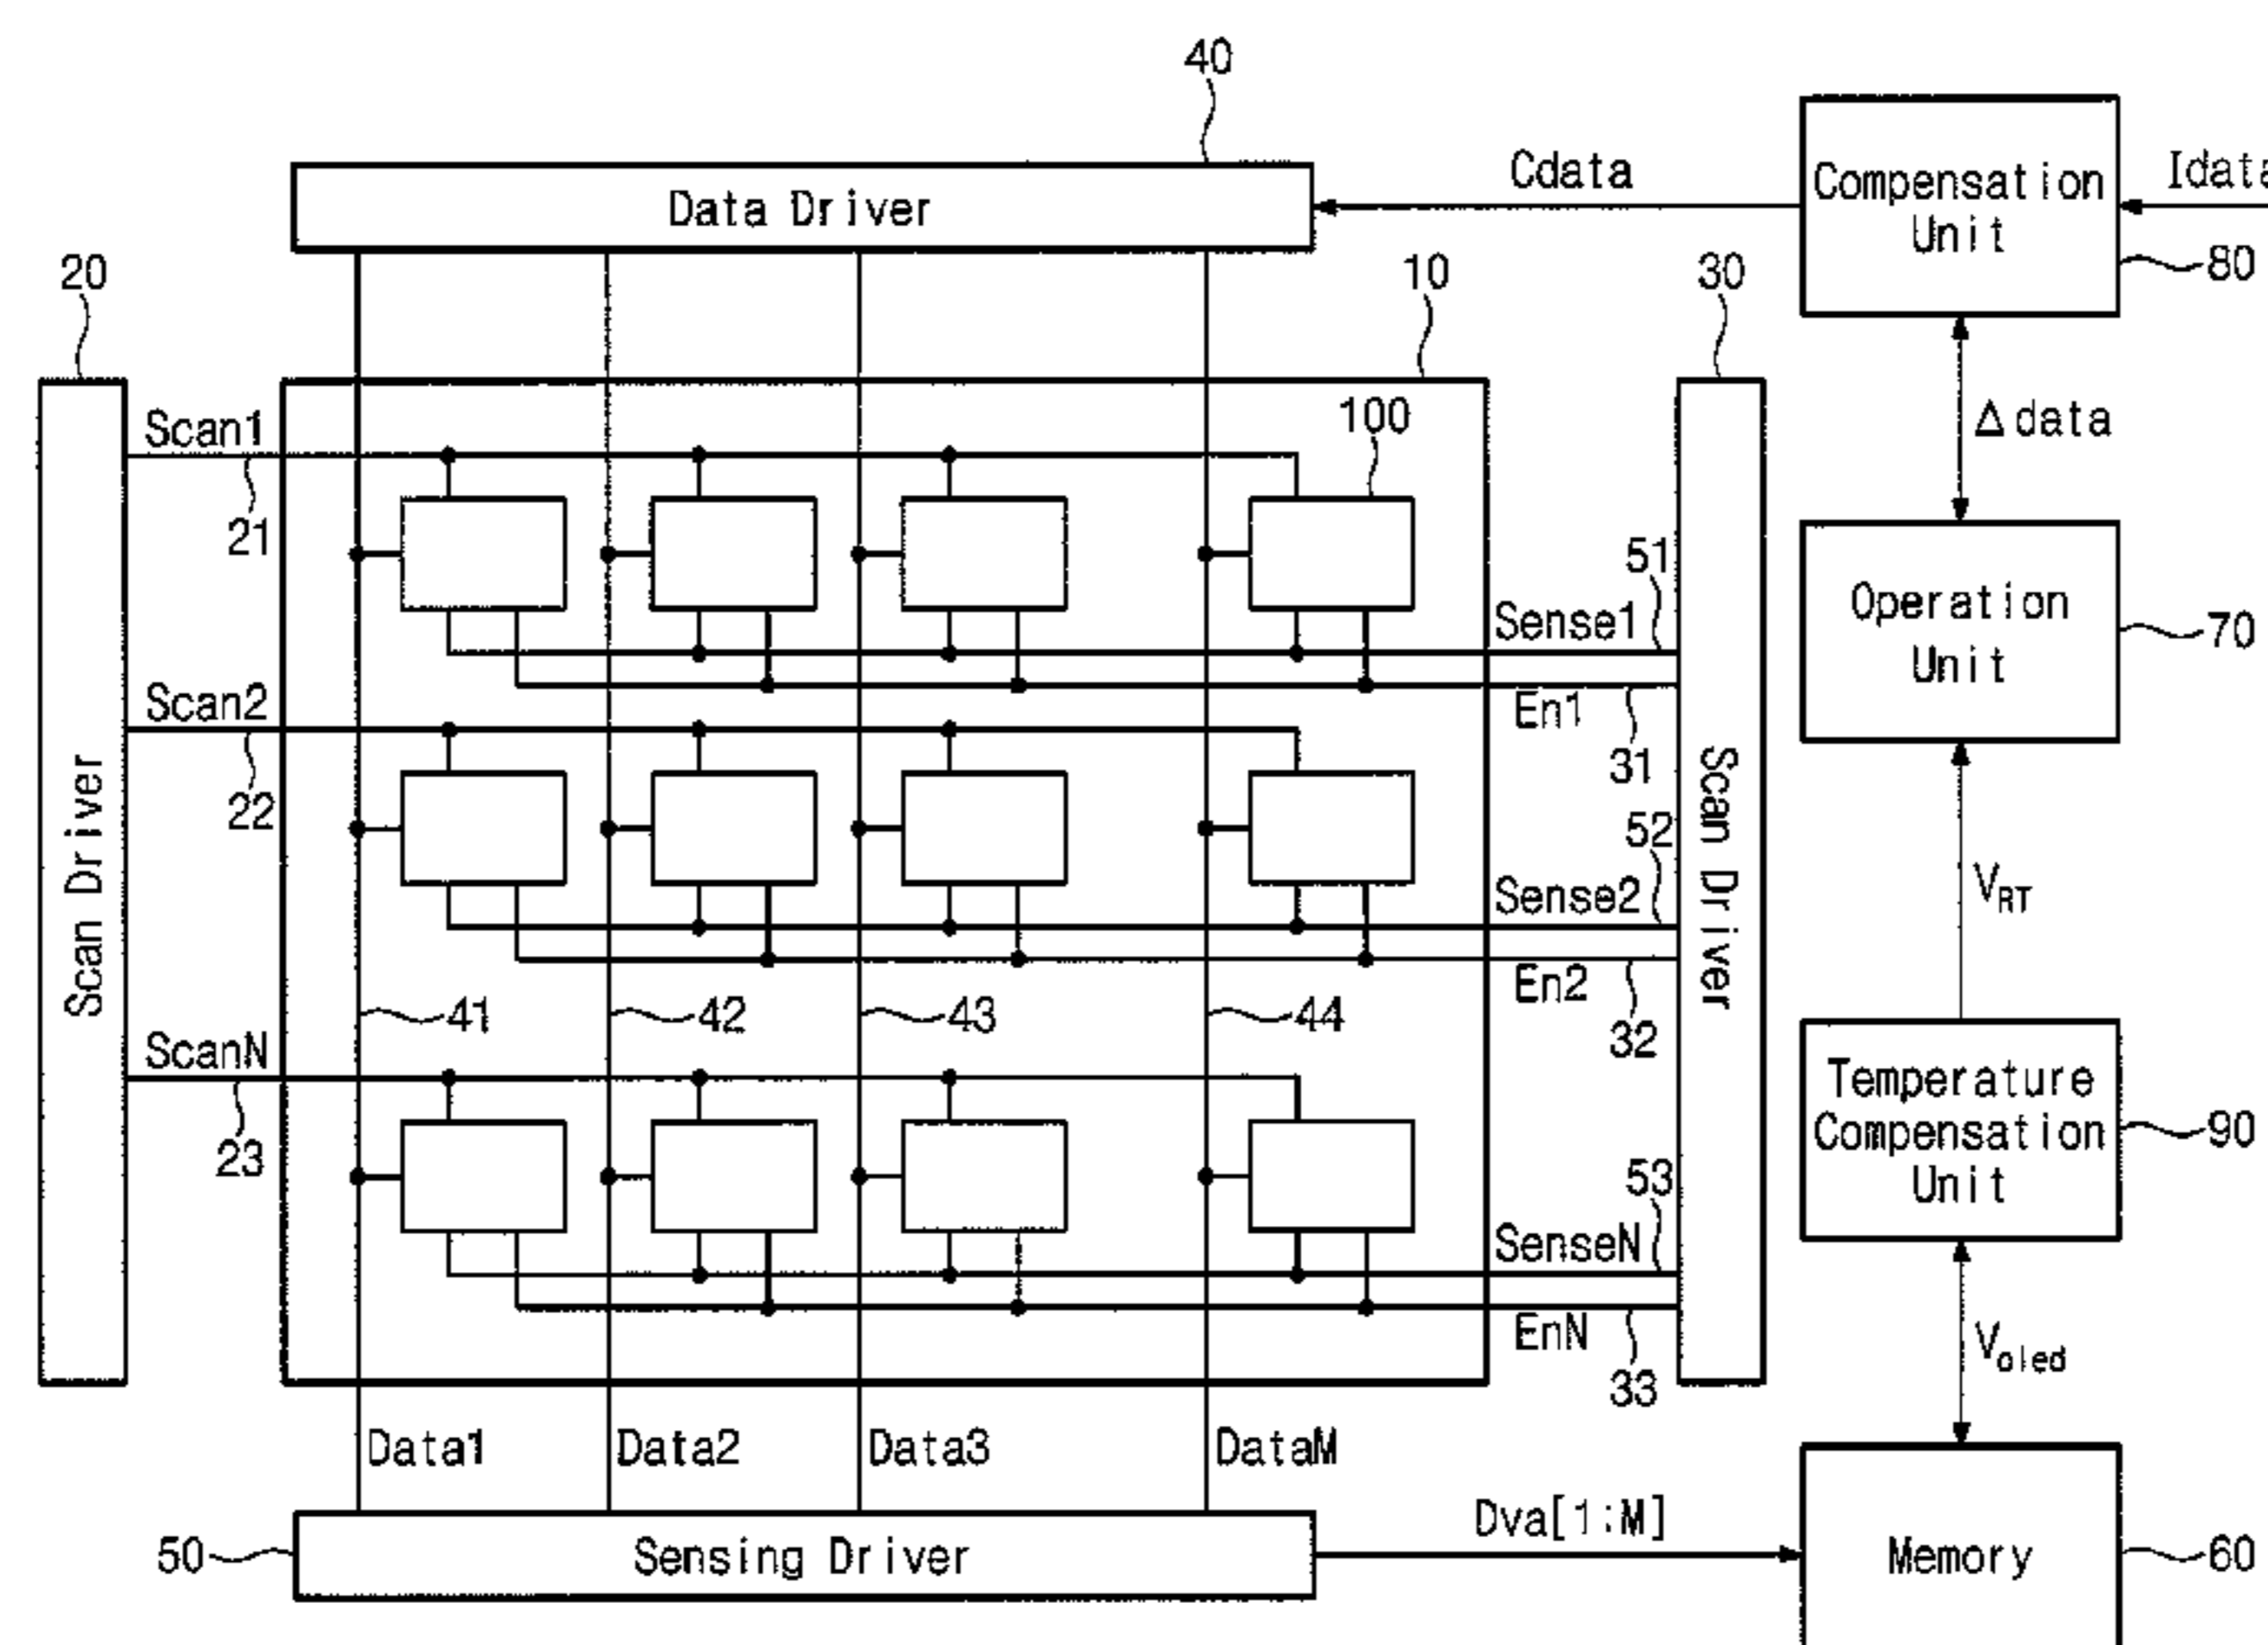 40
Cdata
Compensation
Unit
Idata
Data Driver
80
20
10
30
100
Δdata
Scan1
21
51
Operation
Unit
70
Sense1
En1
31
Scan2
22
Scan Driver
Scan Driver
52
Sense2
VRT
En2
32
41
42
43
44
ScanN
23
Temperature
Compensation
Unit
90
53
SenseN
EnN
33
Voled
Data1
Data2
Data3
DataM
Dva[1:M]
50
Sensing Driver
Memory
60